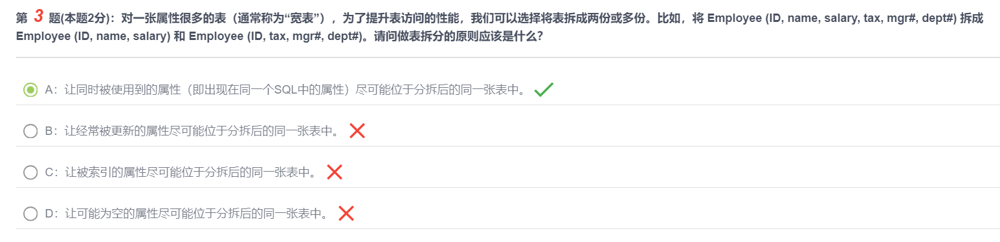 第 3 题(本题2分)：对一张属性很多的表（通常称为“宽表”），为了提升表访问的性能，我们可以选择将表拆成两份或多份。比如，将 Employee (ID, name, salary, tax, mgr#, dept#) 拆成
Employee (ID, name, salary) 和 Employee (ID, tax, mgr#, dept#)。请问做表拆分的原则应该是什么？
A：让同时被使用到的属性（即出现在同一个SQL中的属性）尽可能位于分拆后的同一张表中。
B：让经常被更新的属性尽可能位于分拆后的同一张表中。
C：让被索引的属性尽可能位于分拆后的同一张表中。
D：让可能为空的属性尽可能位于分拆后的同一张表中。